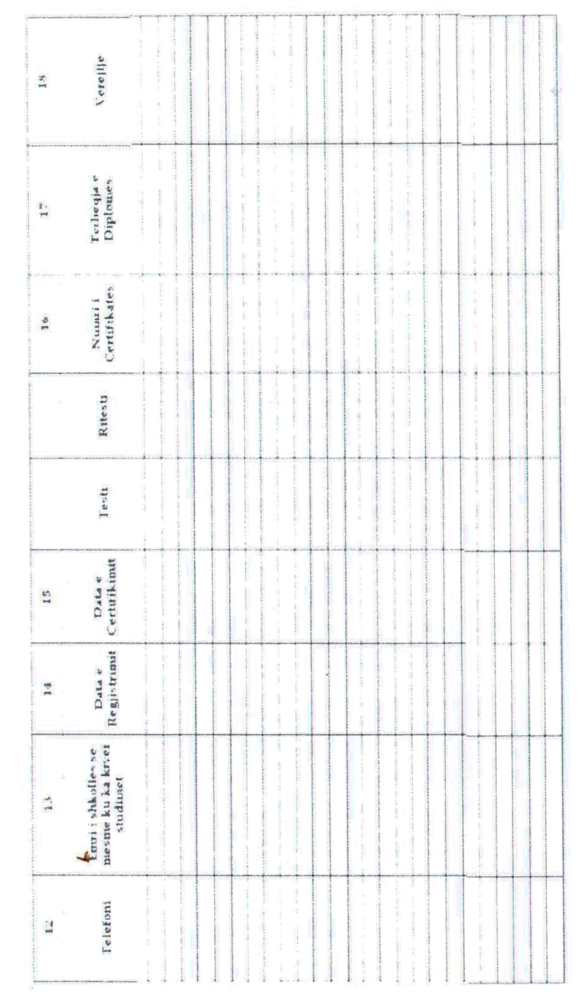 12
Telefoni
13
Emri i shkolles se
mesme ku ka kryer
studimet
14
Data e
Regjistrimit
15
Data e
Certifikimit
Testi
Ritesti
16
Numri i
Certifikates
17
Terheqja e
Diplomes
18
Verejtje